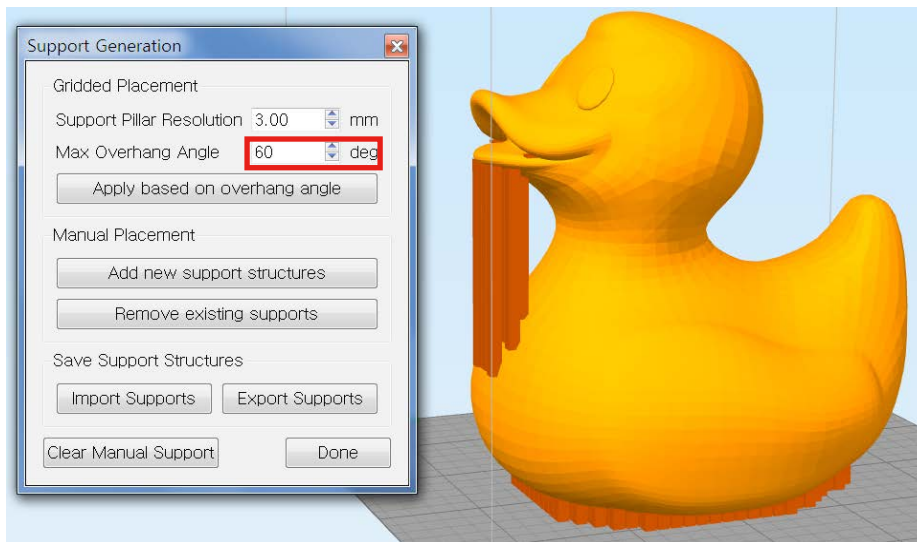 Support Generation
Gridded Placement
Support Pillar Resolution 3.00 mm
Max Overhang Angle 60 deg
Apply based on overhang angle
Manual Placement
Add new support structures
Remove existing supports
Save Support Structures
Import Supports Export Supports
Clear Manual Support Done